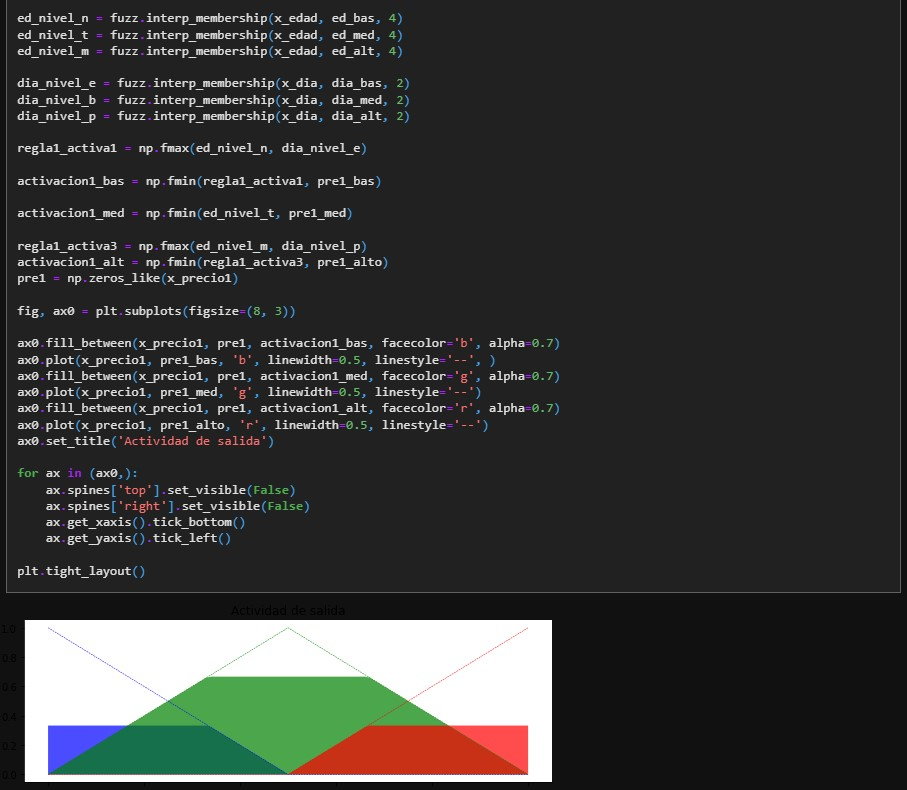 ed_nivel_n = fuzz.interp_membership(x_edad, ed_bas, 4)
ed_nivel_t = fuzz.interp_membership(x_edad, ed_med, 4)
ed_nivel_m = fuzz.interp_membership(x_edad, ed_alt, 4)
dia_nivel_e = fuzz.interp_membership(x_dia, dia_bas, 2)
dia_nivel_b = fuzz.interp_membership(x_dia, dia_med, 2)
dia_nivel_p = fuzz.interp_membership(x_dia, dia_alt, 2)
regla1_activa1 = np.fmax(ed_nivel_n, dia_nivel_e)
activacion1_bas = np.fmin(regla1_activa1, pre1_bas)
activacion1_med = np.fmin(ed_nivel_t, pre1_med)
regla1_activa3 = np.fmax(ed_nivel_m, dia_nivel_p)
activacion1_alt = np.fmin(regla1_activa3, pre1_alto)
pre1 = np.zeros_like(x_precio1)
fig, ax0 = plt.subplots(figsize=(8, 3))
ax0.fill_between(x_precio1, pre1, activacion1_bas, facecolor='b', alpha=0.7)
ax0.plot(x_precio1, pre1_bas, 'b', linewidth=0.5, linestyle='--', )
ax0.fill_between(x_precio1, pre1, activacion1_med, facecolor='g', alpha=0.7)
ax0.plot(x_precio1, pre1_med, 'g', linewidth=0.5, linestyle='--')
ax0.fill_between(x_precio1, pre1, activacion1_alt, facecolor='r', alpha=0.7)
ax0.plot(x_precio1, pre1_alto, 'r', linewidth=0.5, linestyle='--')
ax0.set_title('Actividad de salida')
for ax in (ax0,):
    ax.spines['top'].set_visible(False)
    ax.spines['right'].set_visible(False)
    ax.get_xaxis().tick_bottom()
    ax.get_yaxis().tick_left()
plt.tight_layout()
Actividad de salida
1.0
0.8
0.6
0.4
0.2
0.0